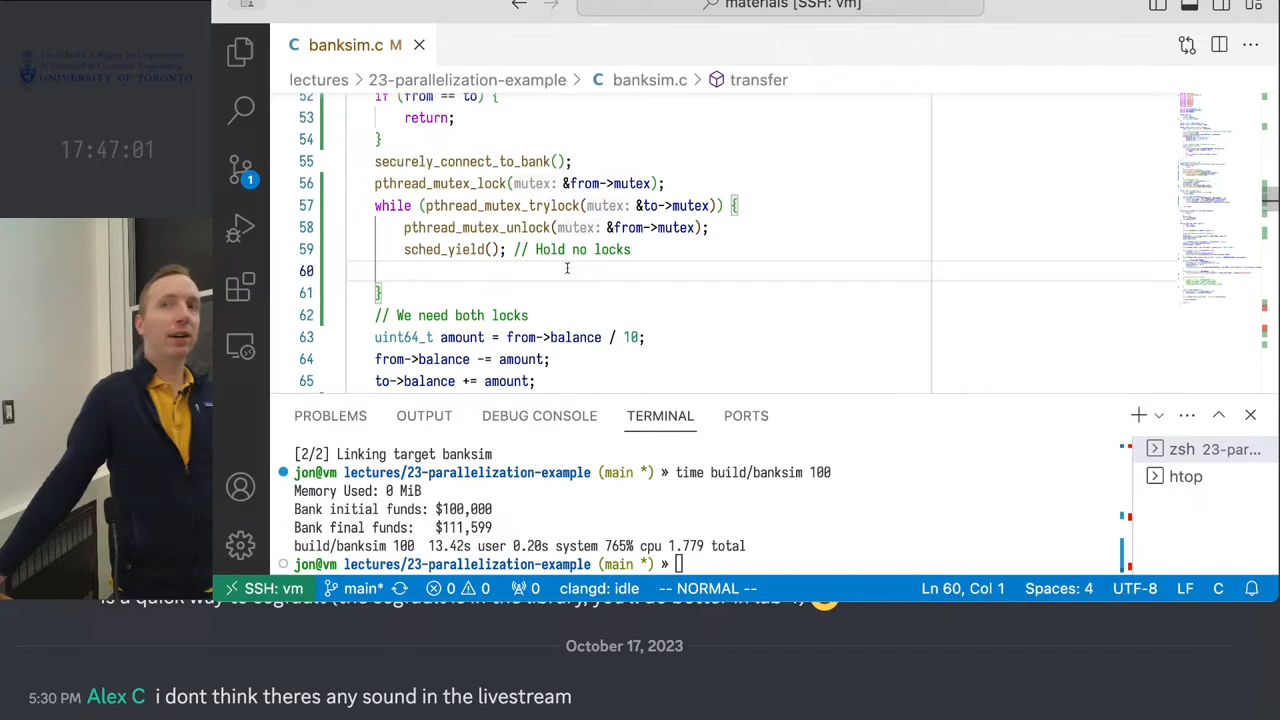 materials [SSH: vm]
UNIVERSITY OF TORONTO
17:47:01
C banksim.c M
lectures > 23-parallelization-example > C banksim.c > transfer
52 if (from == to) {
53 return;
54 }
55 securely_connect_to_bank();
56 pthread_mutex_lock(mutex: &from->mutex);
57 while (pthread_mutex_trylock(mutex: &to->mutex)) {
58 pthread_mutex_unlock(mutex: &from->mutex);
59 sched_yield(); // Hold no locks
60
61 }
62 // We need both locks
63 uint64_t amount = from->balance / 10;
64 from->balance -= amount;
65 to->balance += amount;
1
PROBLEMS OUTPUT DEBUG CONSOLE TERMINAL PORTS
[2/2] Linking target banksim
jon@vm lectures/23-parallelization-example (main *) » time build/banksim 100
Memory Used: 0 MiB
Bank initial funds: $100,000
Bank final funds: $111,599
build/banksim 100 13.42s user 0.20s system 765% cpu 1.779 total
jon@vm lectures/23-parallelization-example (main *) »
zsh 23-par...
htop
SSH: vm main* 0 0 0 clangd: idle -- NORMAL -- Ln 60, Col 1 Spaces: 4 UTF-8 LF C
October 17, 2023
5:30 PM Alex C i dont think theres any sound in the livestream